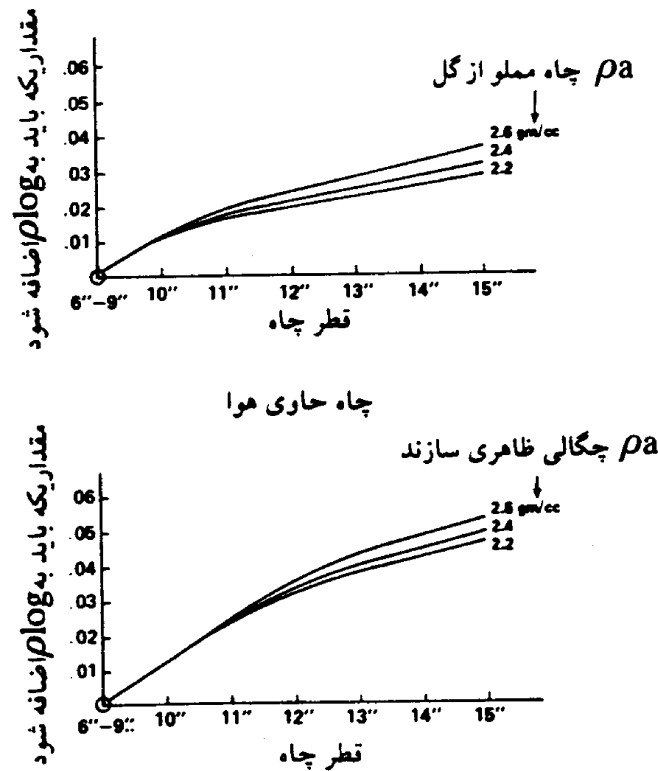 مقداریکه باید به ρlog اضافه شود
.06
.05
.04
.03
.02
.01
ρa چاه مملو از گل
2.6 gm/cc
2.4
2.2
6″–9″ 10″ 11″ 12″ 13″ 14″ 15″
قطر چاه
چاه حاوی هوا
مقداریکه باید به ρlog اضافه شود
06
.05
.04
.03
.02
.01
ρa چگالی ظاهری سازند
2.6 gm/cc
2.4
2.2
6″–9″ 10″ 11″ 12″ 13″ 14″ 15″
قطر چاه